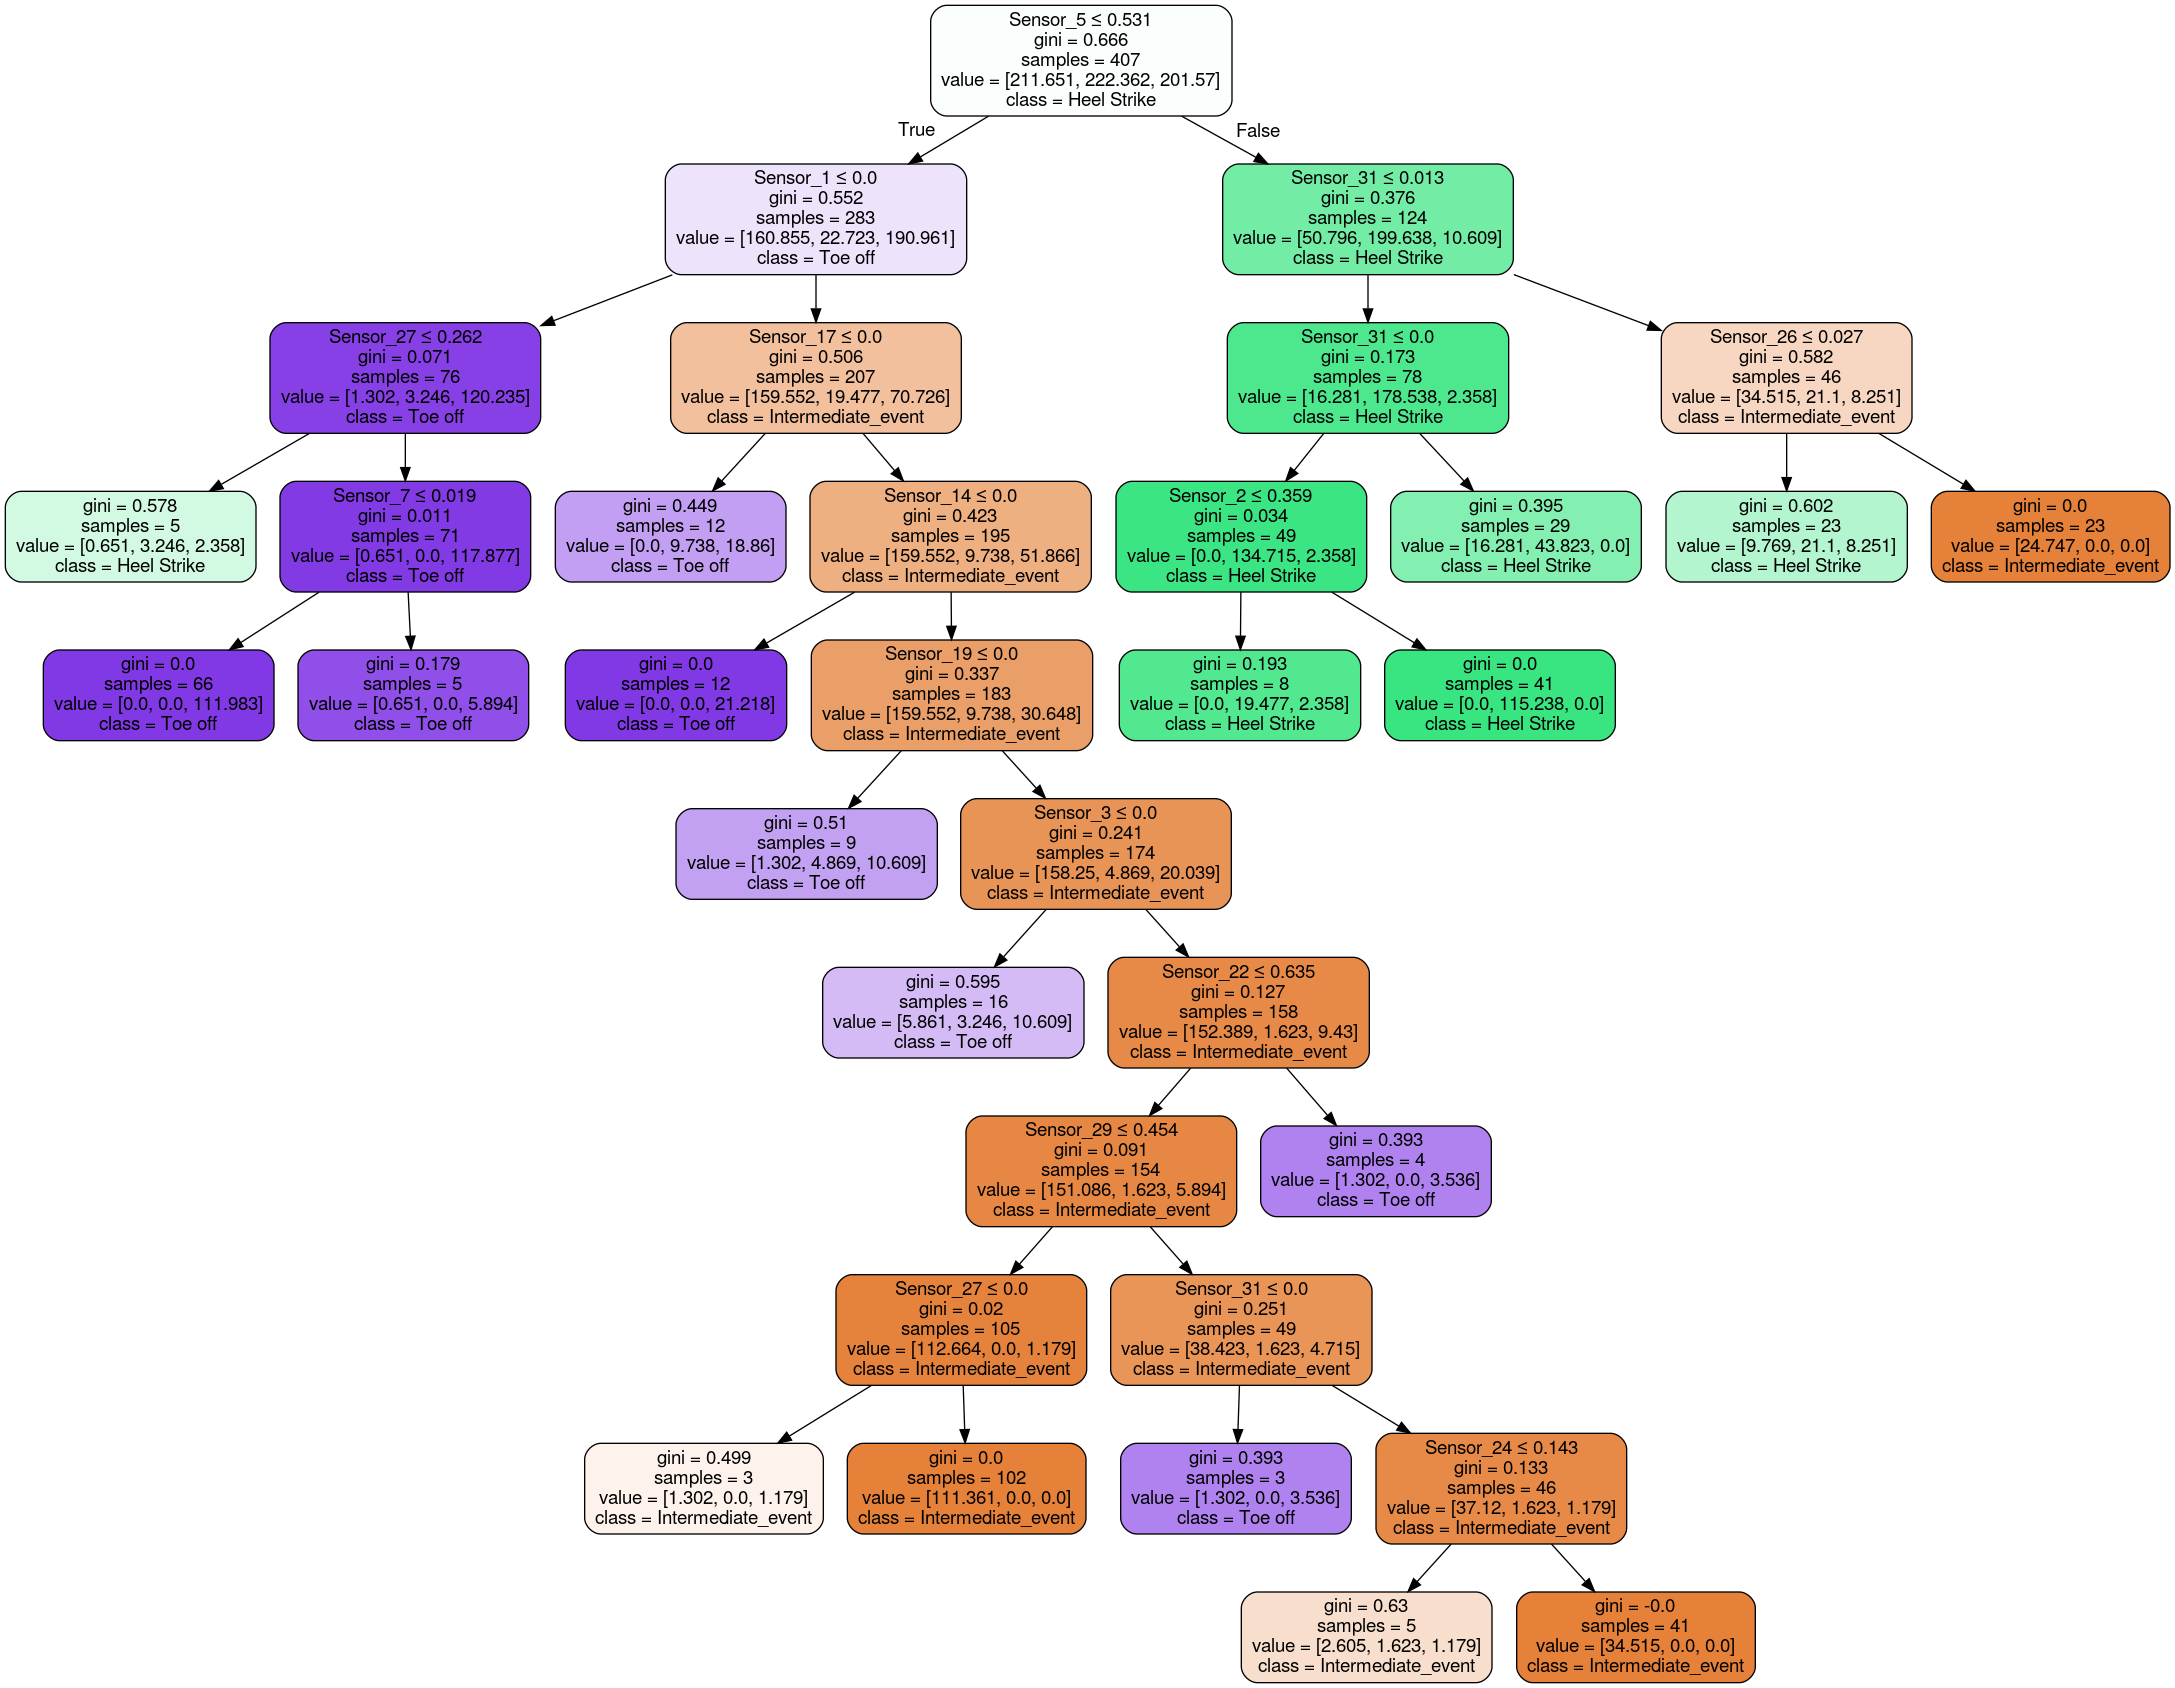 Sensor_5 ≤ 0.531
gini = 0.666
samples = 407
value = [211.651, 222.362, 201.57]
class = Heel Strike
True
False
Sensor_1 ≤ 0.0
gini = 0.552
samples = 283
value = [160.855, 22.723, 190.961]
class = Toe off
Sensor_31 ≤ 0.013
gini = 0.376
samples = 124
value = [50.796, 199.638, 10.609]
class = Heel Strike
Sensor_27 ≤ 0.262
gini = 0.071
samples = 76
value = [1.302, 3.246, 120.235]
class = Toe off
Sensor_17 ≤ 0.0
gini = 0.506
samples = 207
value = [159.552, 19.477, 70.726]
class = Intermediate_event
Sensor_31 ≤ 0.0
gini = 0.173
samples = 78
value = [16.281, 178.538, 2.358]
class = Heel Strike
Sensor_26 ≤ 0.027
gini = 0.582
samples = 46
value = [34.515, 21.1, 8.251]
class = Intermediate_event
gini = 0.578
samples = 5
value = [0.651, 3.246, 2.358]
class = Heel Strike
Sensor_7 ≤ 0.019
gini = 0.011
samples = 71
value = [0.651, 0.0, 117.877]
class = Toe off
gini = 0.449
samples = 12
value = [0.0, 9.738, 18.86]
class = Toe off
Sensor_14 ≤ 0.0
gini = 0.423
samples = 195
value = [159.552, 9.738, 51.866]
class = Intermediate_event
Sensor_2 ≤ 0.359
gini = 0.034
samples = 49
value = [0.0, 134.715, 2.358]
class = Heel Strike
gini = 0.395
samples = 29
value = [16.281, 43.823, 0.0]
class = Heel Strike
gini = 0.602
samples = 23
value = [9.769, 21.1, 8.251]
class = Heel Strike
gini = 0.0
samples = 23
value = [24.747, 0.0, 0.0]
class = Intermediate_event
gini = 0.0
samples = 66
value = [0.0, 0.0, 111.983]
class = Toe off
gini = 0.179
samples = 5
value = [0.651, 0.0, 5.894]
class = Toe off
gini = 0.0
samples = 12
value = [0.0, 0.0, 21.218]
class = Toe off
Sensor_19 ≤ 0.0
gini = 0.337
samples = 183
value = [159.552, 9.738, 30.648]
class = Intermediate_event
gini = 0.193
samples = 8
value = [0.0, 19.477, 2.358]
class = Heel Strike
gini = 0.0
samples = 41
value = [0.0, 115.238, 0.0]
class = Heel Strike
gini = 0.51
samples = 9
value = [1.302, 4.869, 10.609]
class = Toe off
Sensor_3 ≤ 0.0
gini = 0.241
samples = 174
value = [158.25, 4.869, 20.039]
class = Intermediate_event
gini = 0.595
samples = 16
value = [5.861, 3.246, 10.609]
class = Toe off
Sensor_22 ≤ 0.635
gini = 0.127
samples = 158
value = [152.389, 1.623, 9.43]
class = Intermediate_event
Sensor_29 ≤ 0.454
gini = 0.091
samples = 154
value = [151.086, 1.623, 5.894]
class = Intermediate_event
gini = 0.393
samples = 4
value = [1.302, 0.0, 3.536]
class = Toe off
Sensor_27 ≤ 0.0
gini = 0.02
samples = 105
value = [112.664, 0.0, 1.179]
class = Intermediate_event
Sensor_31 ≤ 0.0
gini = 0.251
samples = 49
value = [38.423, 1.623, 4.715]
class = Intermediate_event
gini = 0.499
samples = 3
value = [1.302, 0.0, 1.179]
class = Intermediate_event
gini = 0.0
samples = 102
value = [111.361, 0.0, 0.0]
class = Intermediate_event
gini = 0.393
samples = 3
value = [1.302, 0.0, 3.536]
class = Toe off
Sensor_24 ≤ 0.143
gini = 0.133
samples = 46
value = [37.12, 1.623, 1.179]
class = Intermediate_event
gini = 0.63
samples = 5
value = [2.605, 1.623, 1.179]
class = Intermediate_event
gini = -0.0
samples = 41
value = [34.515, 0.0, 0.0]
class = Intermediate_event